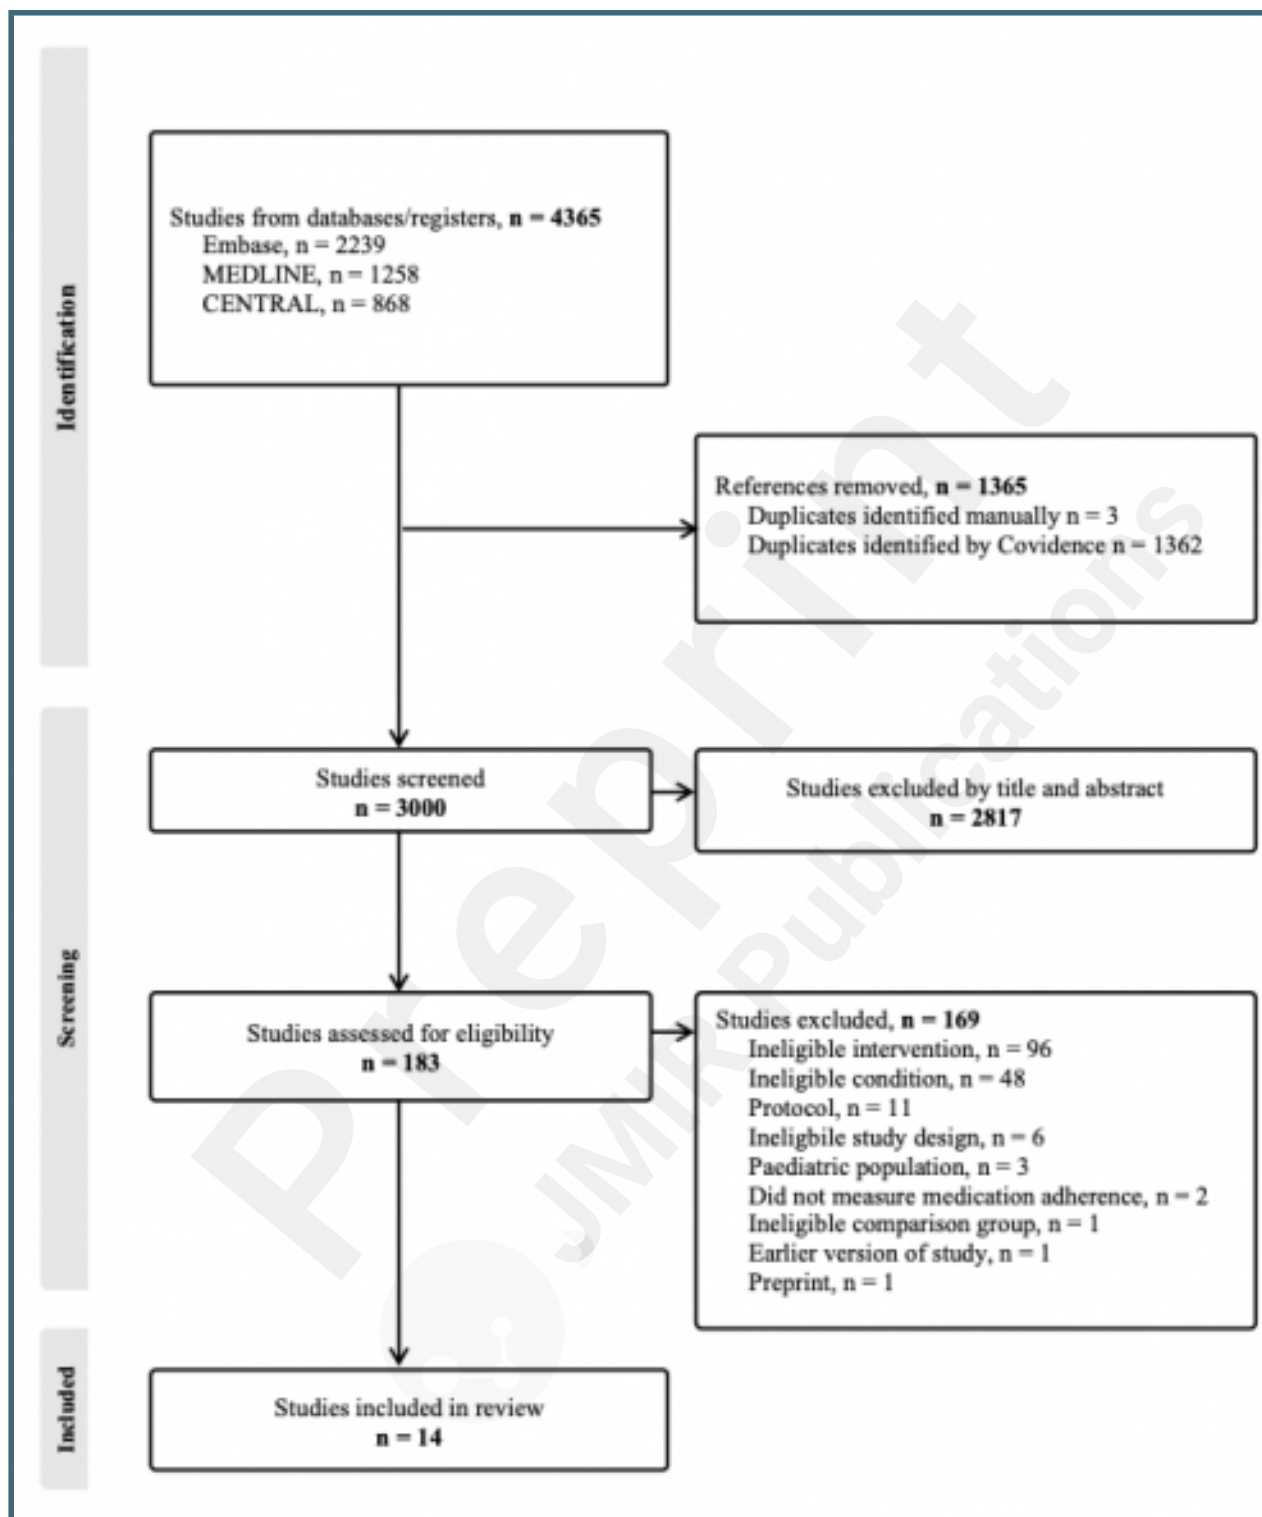 Identification
Studies from databases/registers, n = 4365
Embase, n = 2239
MEDLINE, n = 1258
CENTRAL, n = 868
References removed, n = 1365
Duplicates identified manually n = 3
Duplicates identified by Covidence n = 1362
Screening
Studies screened
n = 3000
Studies excluded by title and abstract
n = 2817
Studies assessed for eligibility
n = 183
Studies excluded, n = 169
Ineligible intervention, n = 96
Ineligible condition, n = 48
Protocol, n = 11
Ineligbile study design, n = 6
Paediatric population, n = 3
Did not measure medication adherence, n = 2
Ineligible comparison group, n = 1
Earlier version of study, n = 1
Preprint, n = 1
Included
Studies included in review
n = 14
Preprint
JMIR Publications